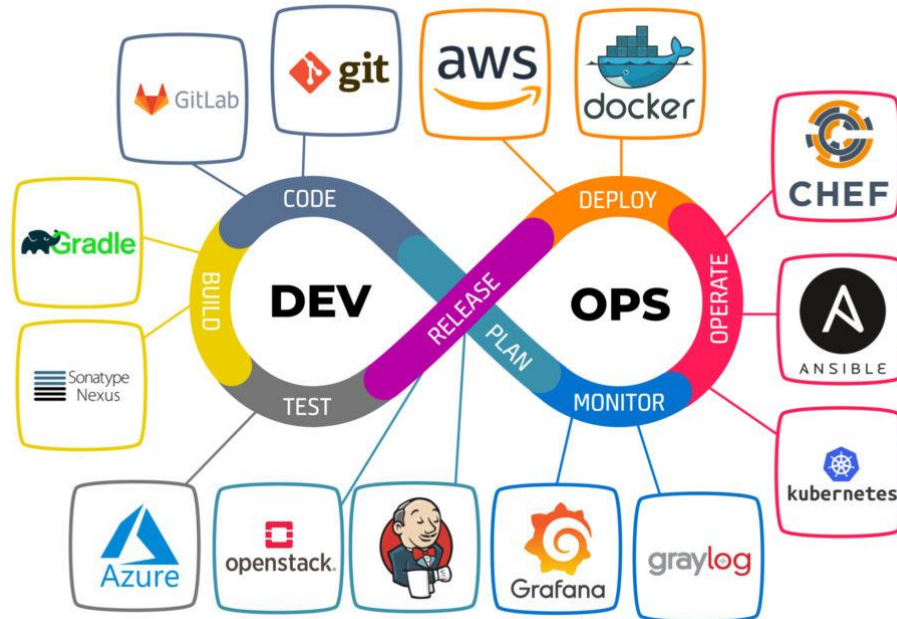 GitLab
git
aws
docker
CHEF
CODE
DEPLOY
Gradle
BUILD
DEV
RELEASE
OPS
OPERATE
PLAN
ANSIBLE
Sonatype
Nexus
TEST
MONITOR
kubernetes
Azure
openstack.
Grafana
graylog